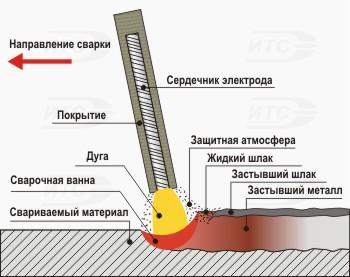 Направление сварки
Сердечник электрода
Покрытие
Защитная атмосфера
Дуга
Жидкий шлак
Сварочная ванна
Застывший шлак
Застывший металл
Свариваемый материал
ИТС
ИТС
ИТС